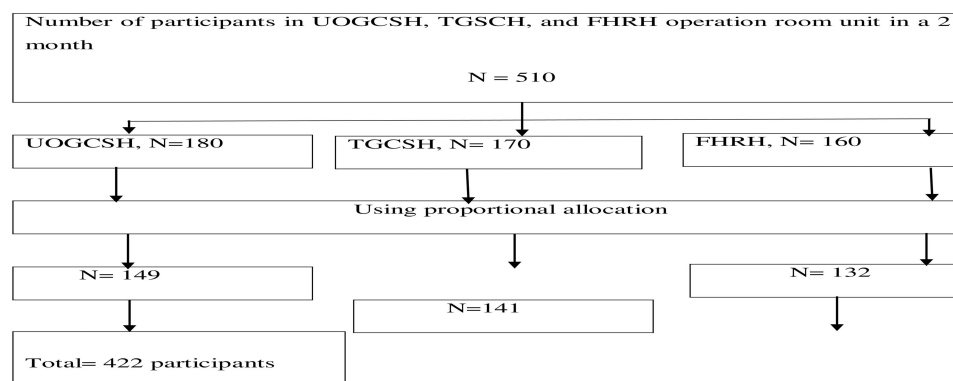 Number of participants in UOGCSH, TGSCH, and FHRH operation room unit in a 2
month
N = 510
UOGCSH, N=180
TGCSH, N= 170
FHRH, N= 160
Using proportional allocation
N= 149
N=141
N= 132
Total= 422 participants